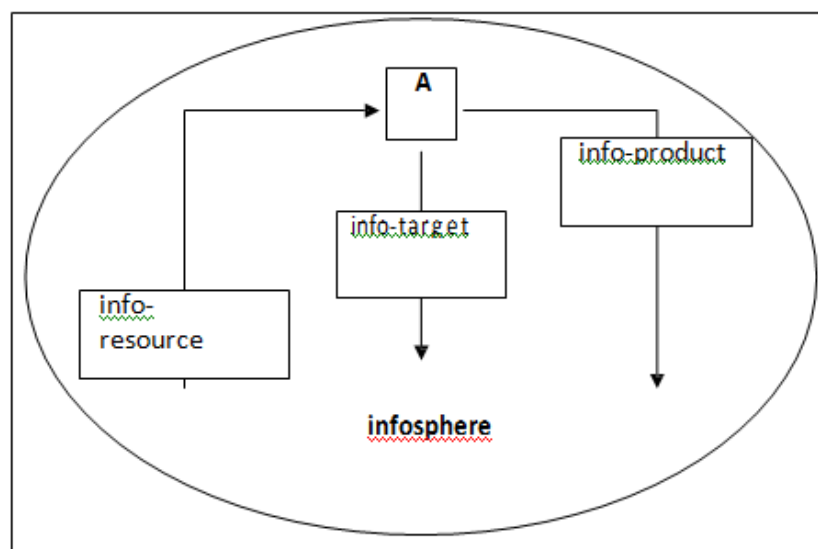 A
info-product
info-target
info-
resource
infosphere